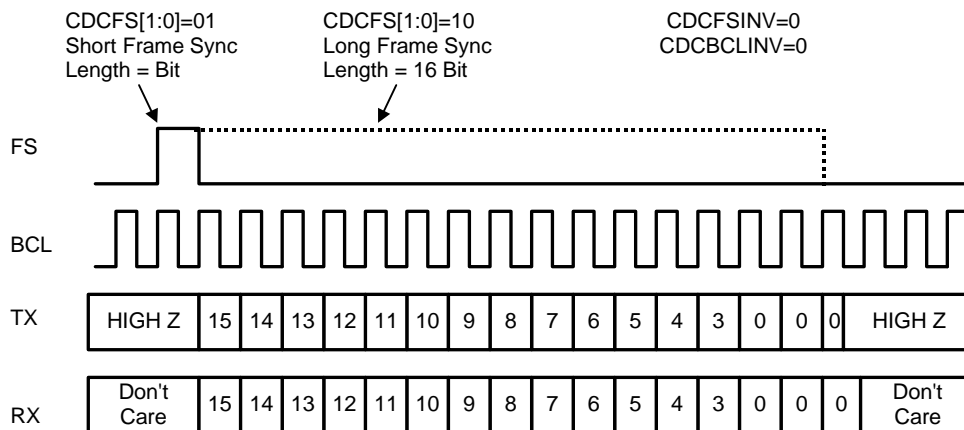 CDCFS[1:0]=01
Short Frame Sync
Length = Bit
CDCFS[1:0]=10
Long Frame Sync
Length = 16 Bit
CDCFSINV=0
CDCBCLINV=0
FS
BCL
TX HIGH Z 15 14 13 12 11 10 9 8 7 6 5 4 3 0 0 0 HIGH Z
RX Don't Care 15 14 13 12 11 10 9 8 7 6 5 4 3 0 0 0 Don't Care